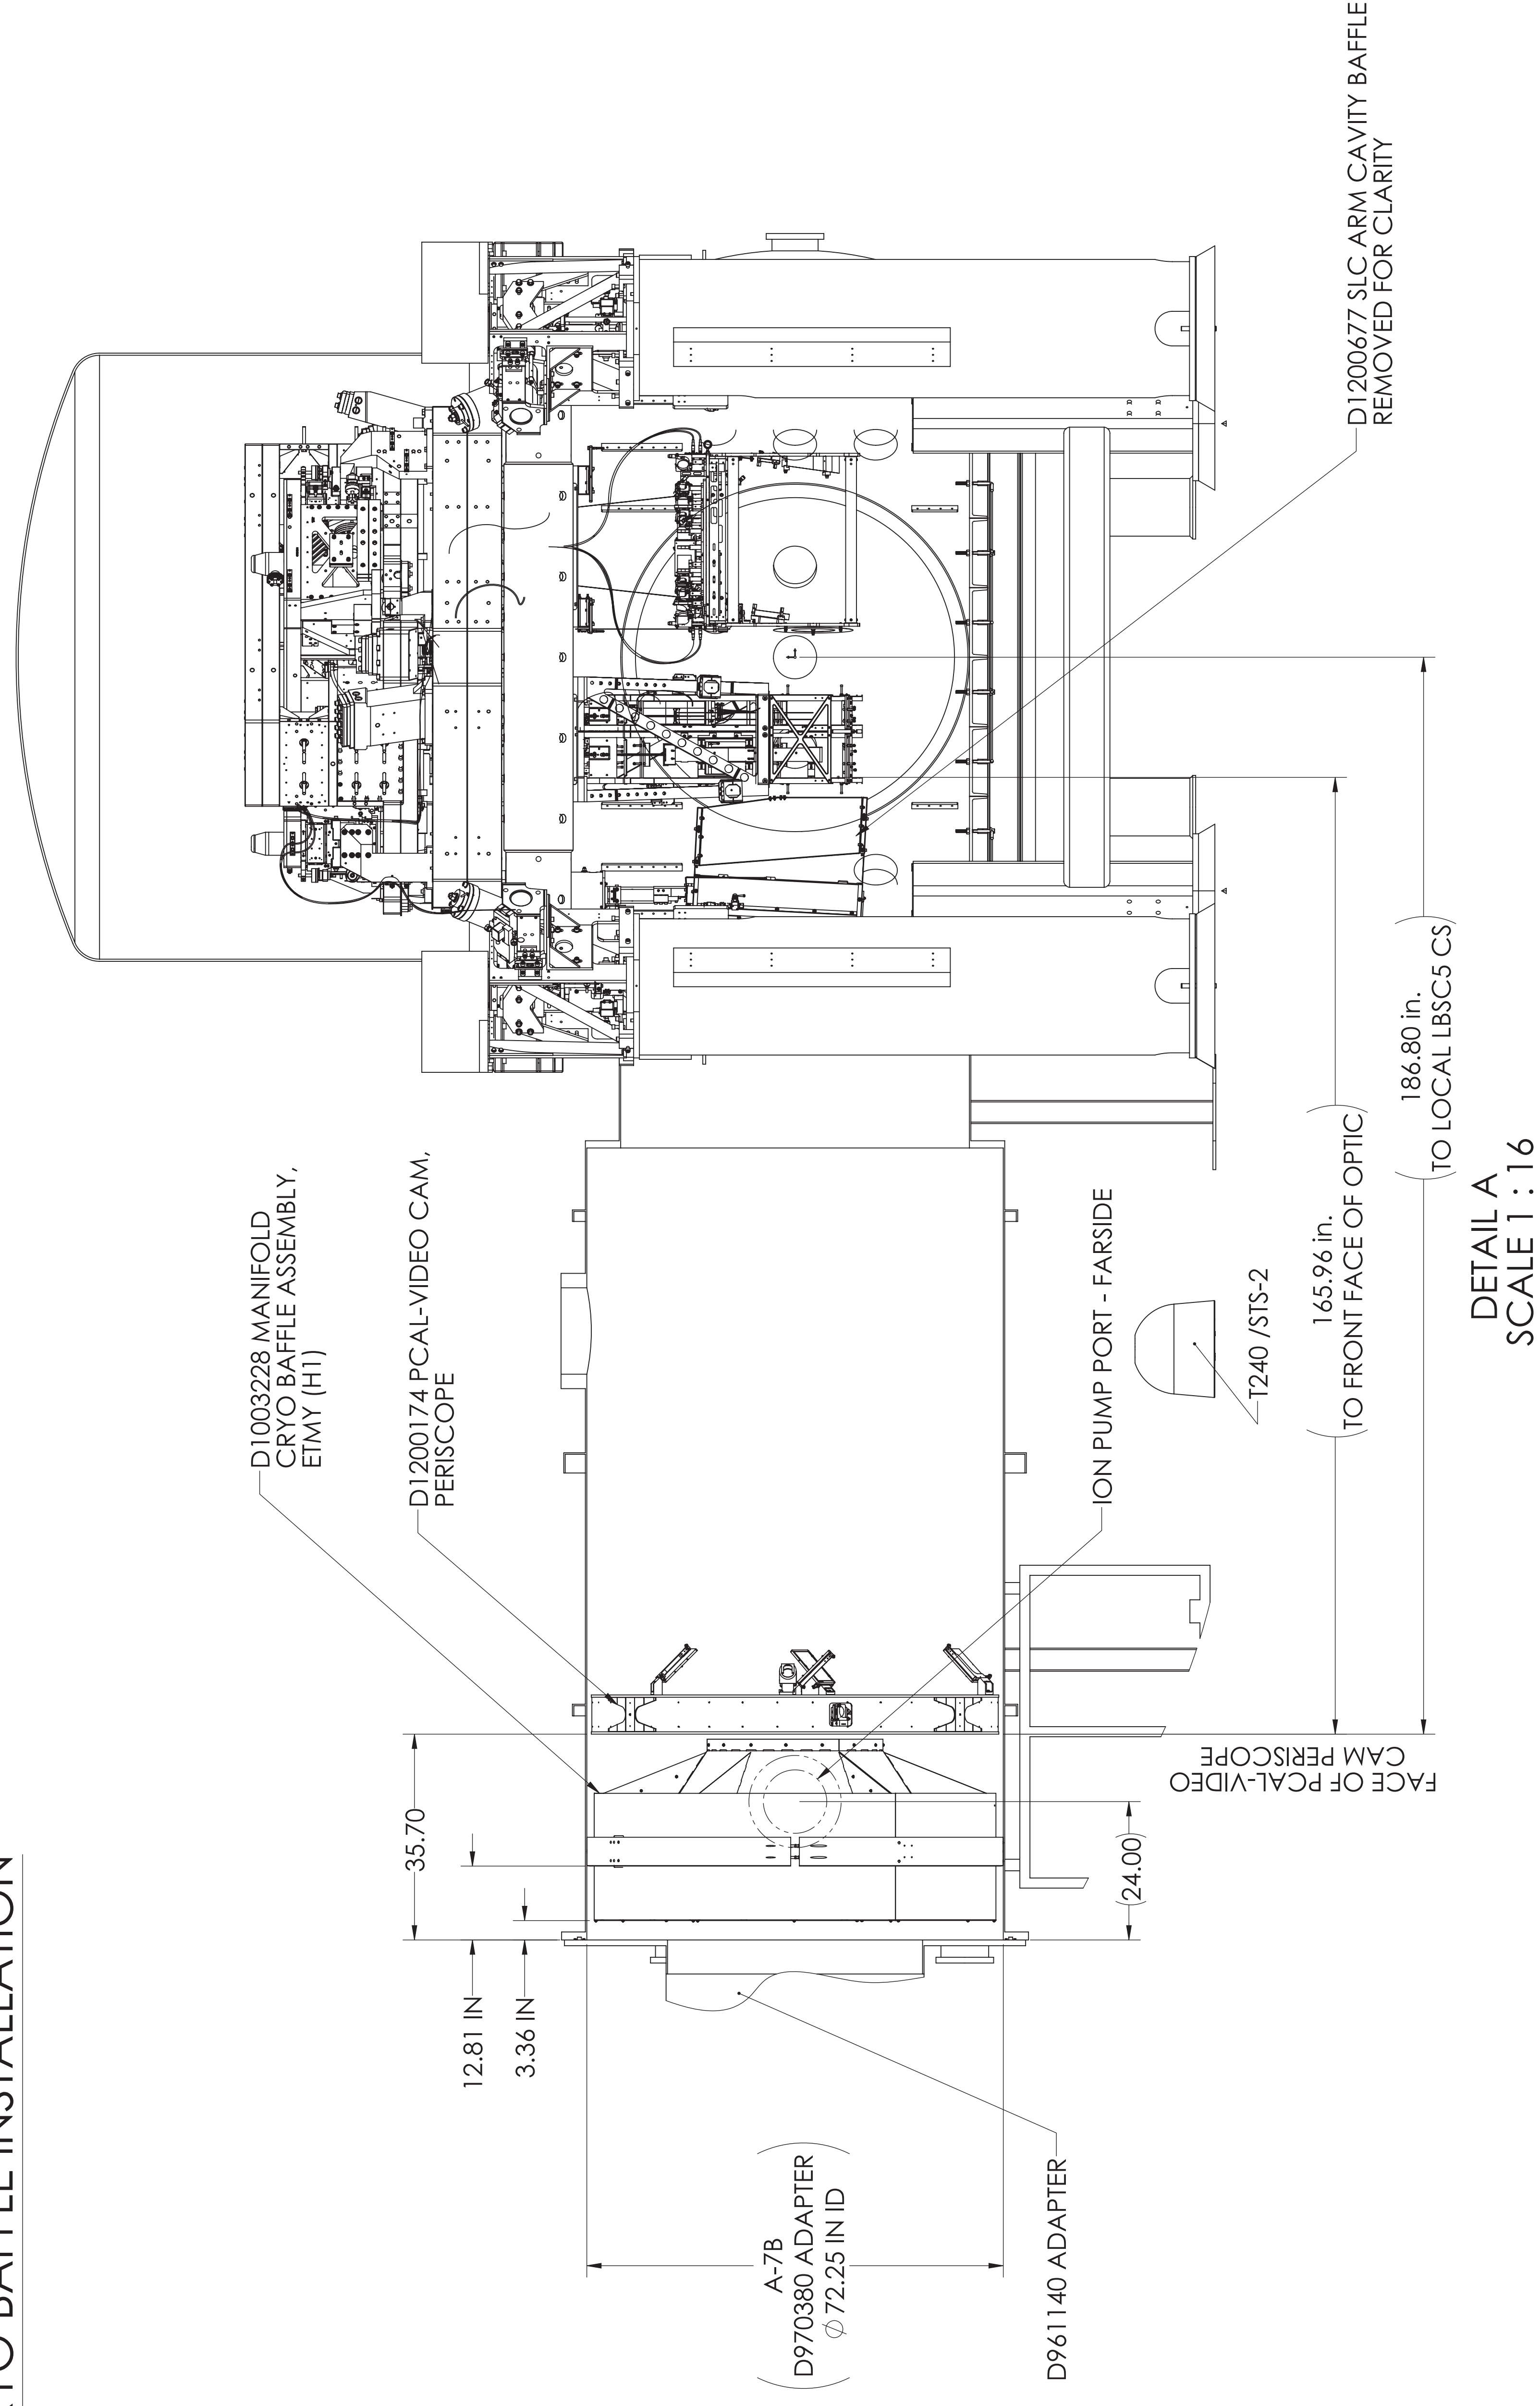 D1003228 MANIFOLD
CRYO BAFFLE ASSEMBLY,
ETMY (H1)
D1200174 PCAL-VIDEO CAM,
PERISCOPE
35.70
12.81 IN
3.36 IN
A-7B
D970380 ADAPTER
∅ 72.25 IN ID
D961140 ADAPTER
(24.00)
FACE OF PCAL-VIDEO
CAM PERISCOPE
ION PUMP PORT - FARSIDE
T240 /STS-2
165.96 in.
TO FRONT FACE OF OPTIC
186.80 in.
TO LOCAL LBSC5 CS
D1200677 SLC ARM CAVITY BAFFLE
REMOVED FOR CLARITY
DETAIL A
SCALE 1 : 16
BAFFLE INSTALLATION